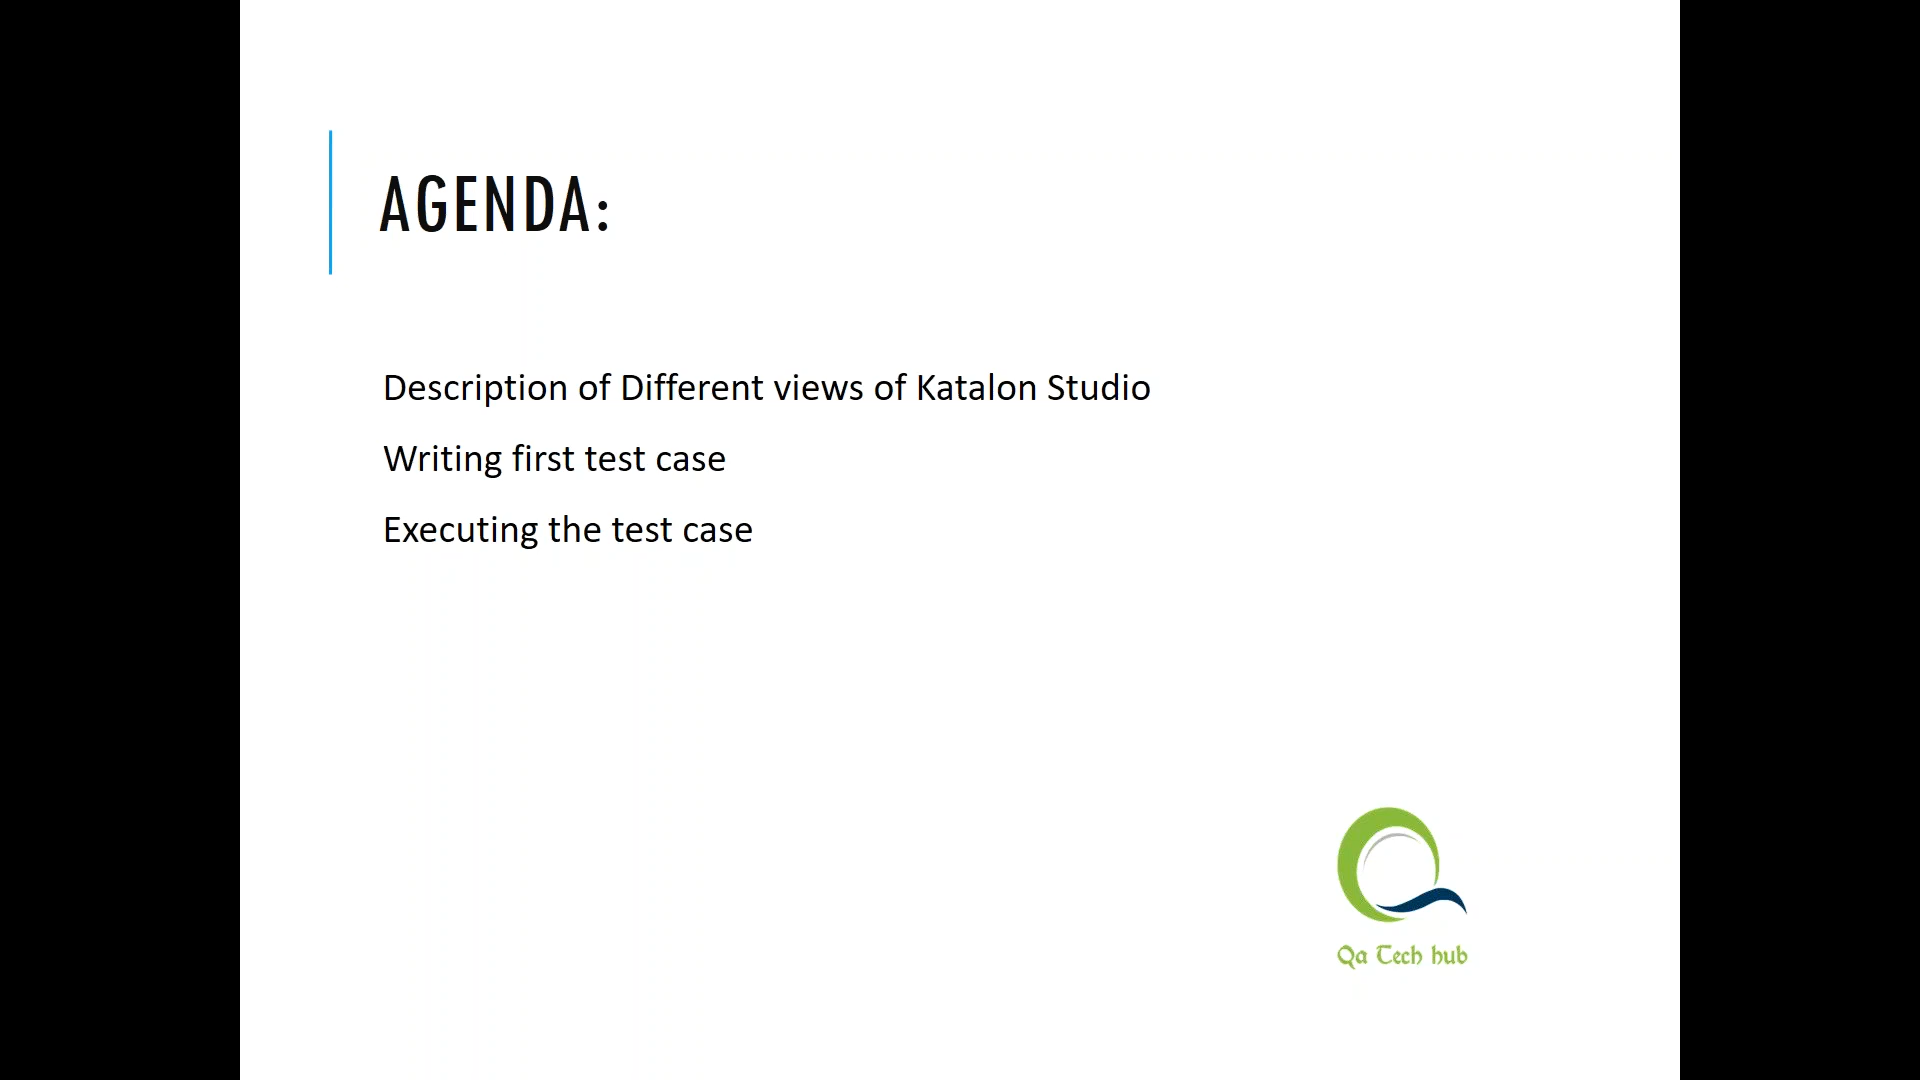 AGENDA:
Description of Different views of Katalon Studio
Writing first test case
Executing the test case
Qa Tech hub